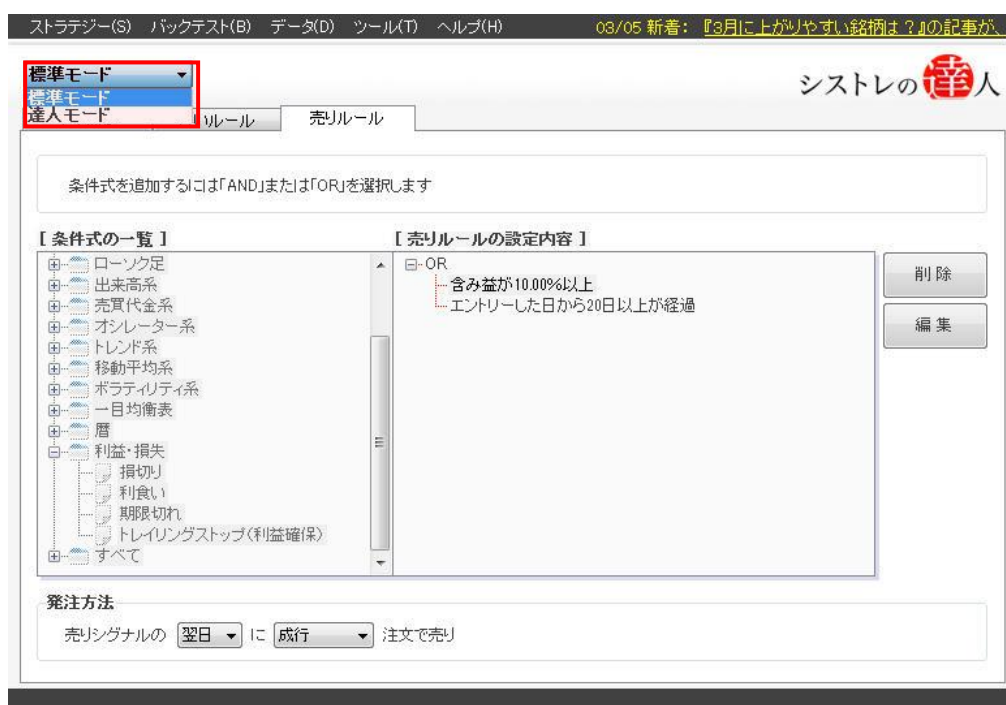 ストラテジー(S) バックテスト(B) データ(D) ツール(T) ヘルプ(H) 03/05 新着： 『3月に上がりやすい銘柄は？』の記事が、
標準モード
標準モード
達人モード
いルール 売りルール
シストレの達人
条件式を追加するには「AND」または「OR」を選択します
[ 条件式の一覧 ] [ 売りルールの設定内容 ]
ローソク足
出来高系
売買代金系
オシレーター系
トレンド系
移動平均系
ボラティリティ系
一目均衡表
暦
利益・損失
損切り
利食い
期限切れ
トレイリングストップ(利益確保)
すべて
OR
含み益が10.00%以上
エントリーした日から20日以上が経過
削除
編集
発注方法
売りシグナルの 翌日 に 成行 注文で売り